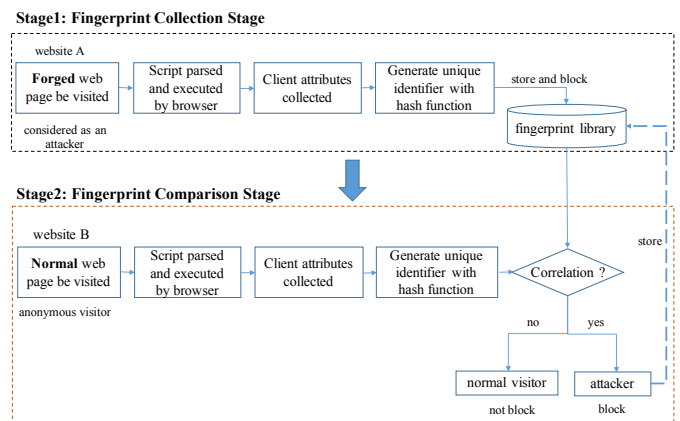 Stage1: Fingerprint Collection Stage
website A
Forged web
page be visited
considered as an
attacker
Script parsed
and executed
by browser
Client attributes
collected
Generate unique
identifier with
hash function
store and block
fingerprint library
Stage2: Fingerprint Comparison Stage
website B
Normal web
page be visited
anonymous visitor
Script parsed
and executed
by browser
Client attributes
collected
Generate unique
identifier with
hash function
Correlation ?
store
no
yes
normal visitor
attacker
not block
block